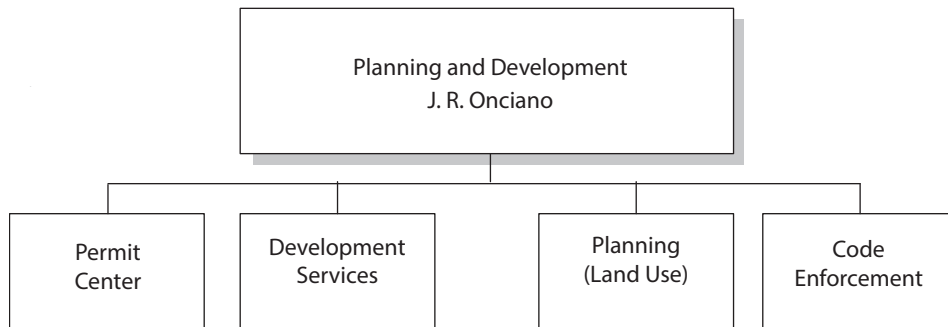 Planning and Development
J. R. Onciano
Permit
Center
Development
Services
Planning
(Land Use)
Code
Enforcement